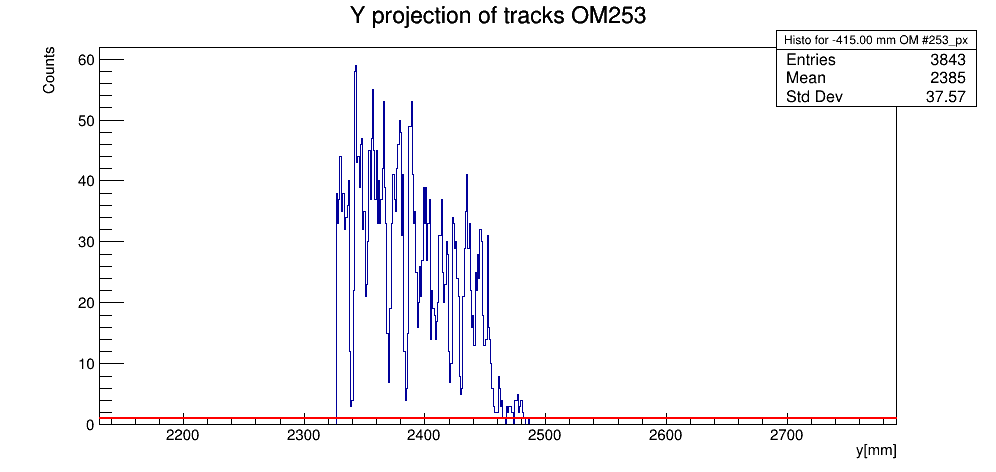 Y projection of tracks OM253
Histo for -415.00 mm OM #253_px
Entries 3843
Mean 2385
Std Dev 37.57
Counts
60
50
40
30
20
10
0
2200 2300 2400 2500 2600 2700
y[mm]